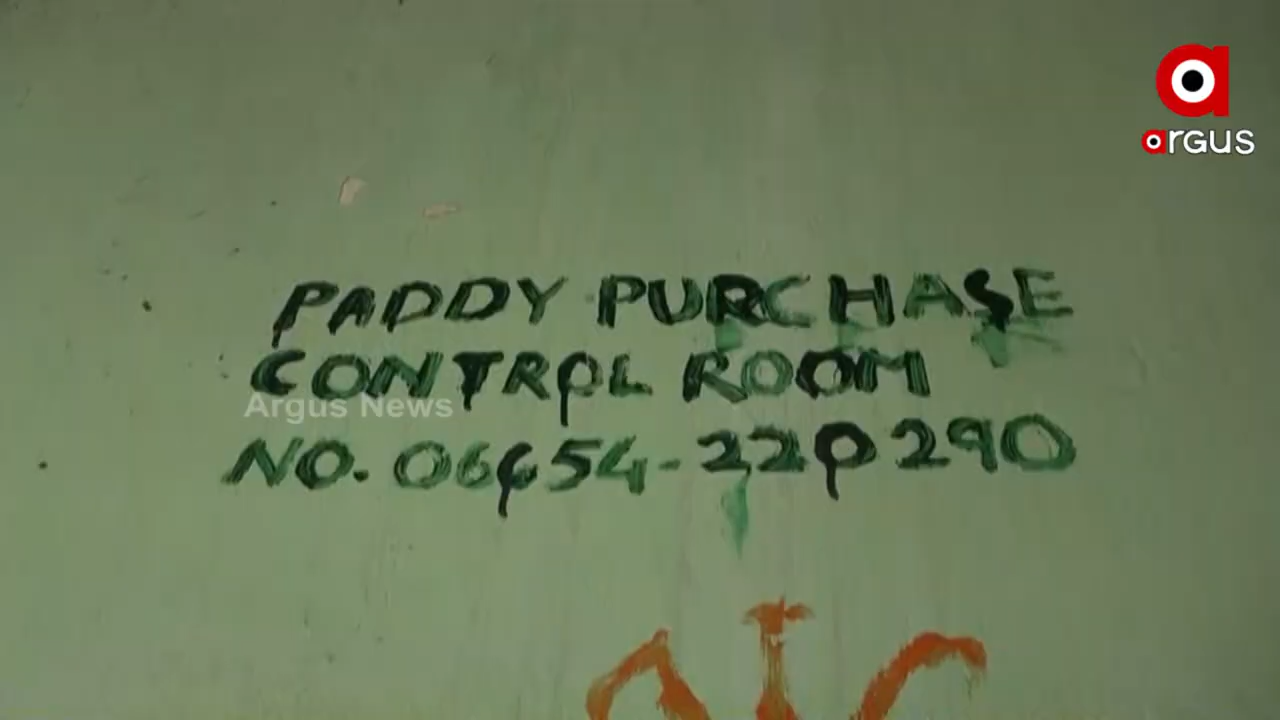 argus
PADDY PURCHASE
CONTROL ROOM
Argus News
NO. 06654-220290